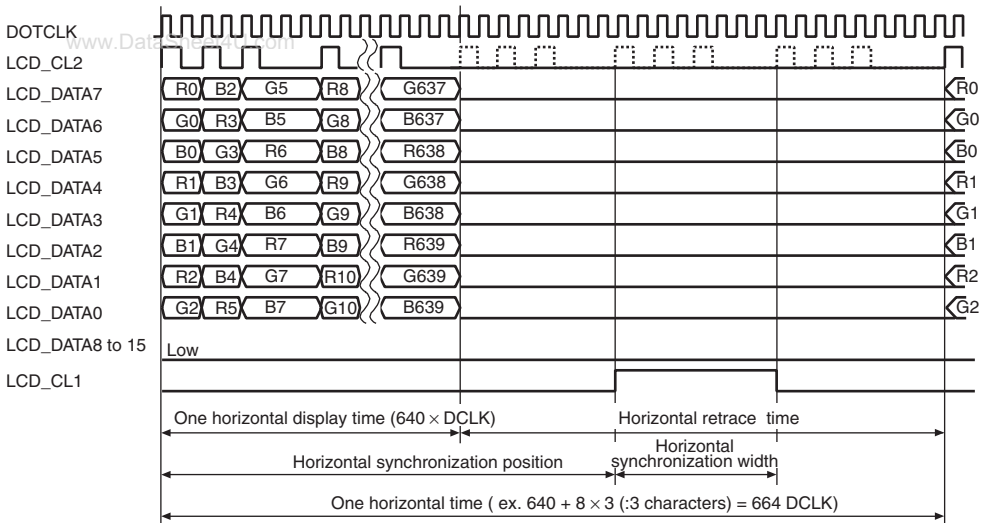 DOTCLK
www.DataSheet4U.com
LCD_CL2
LCD_DATA7 R0 B2 G5 R8 G637 R0
LCD_DATA6 G0 R3 B5 G8 B637 G0
LCD_DATA5 B0 G3 R6 B8 R638 B0
LCD_DATA4 R1 B3 G6 R9 G638 R1
LCD_DATA3 G1 R4 B6 G9 B638 G1
LCD_DATA2 B1 G4 R7 B9 R639 B1
LCD_DATA1 R2 B4 G7 R10 G639 R2
LCD_DATA0 G2 R5 B7 G10 B639 G2
LCD_DATA8 to 15 Low
LCD_CL1
One horizontal display time (640 × DCLK) Horizontal retrace time
Horizontal synchronization position
Horizontal
synchronization width
One horizontal time ( ex. 640 + 8 × 3 (:3 characters) = 664 DCLK)